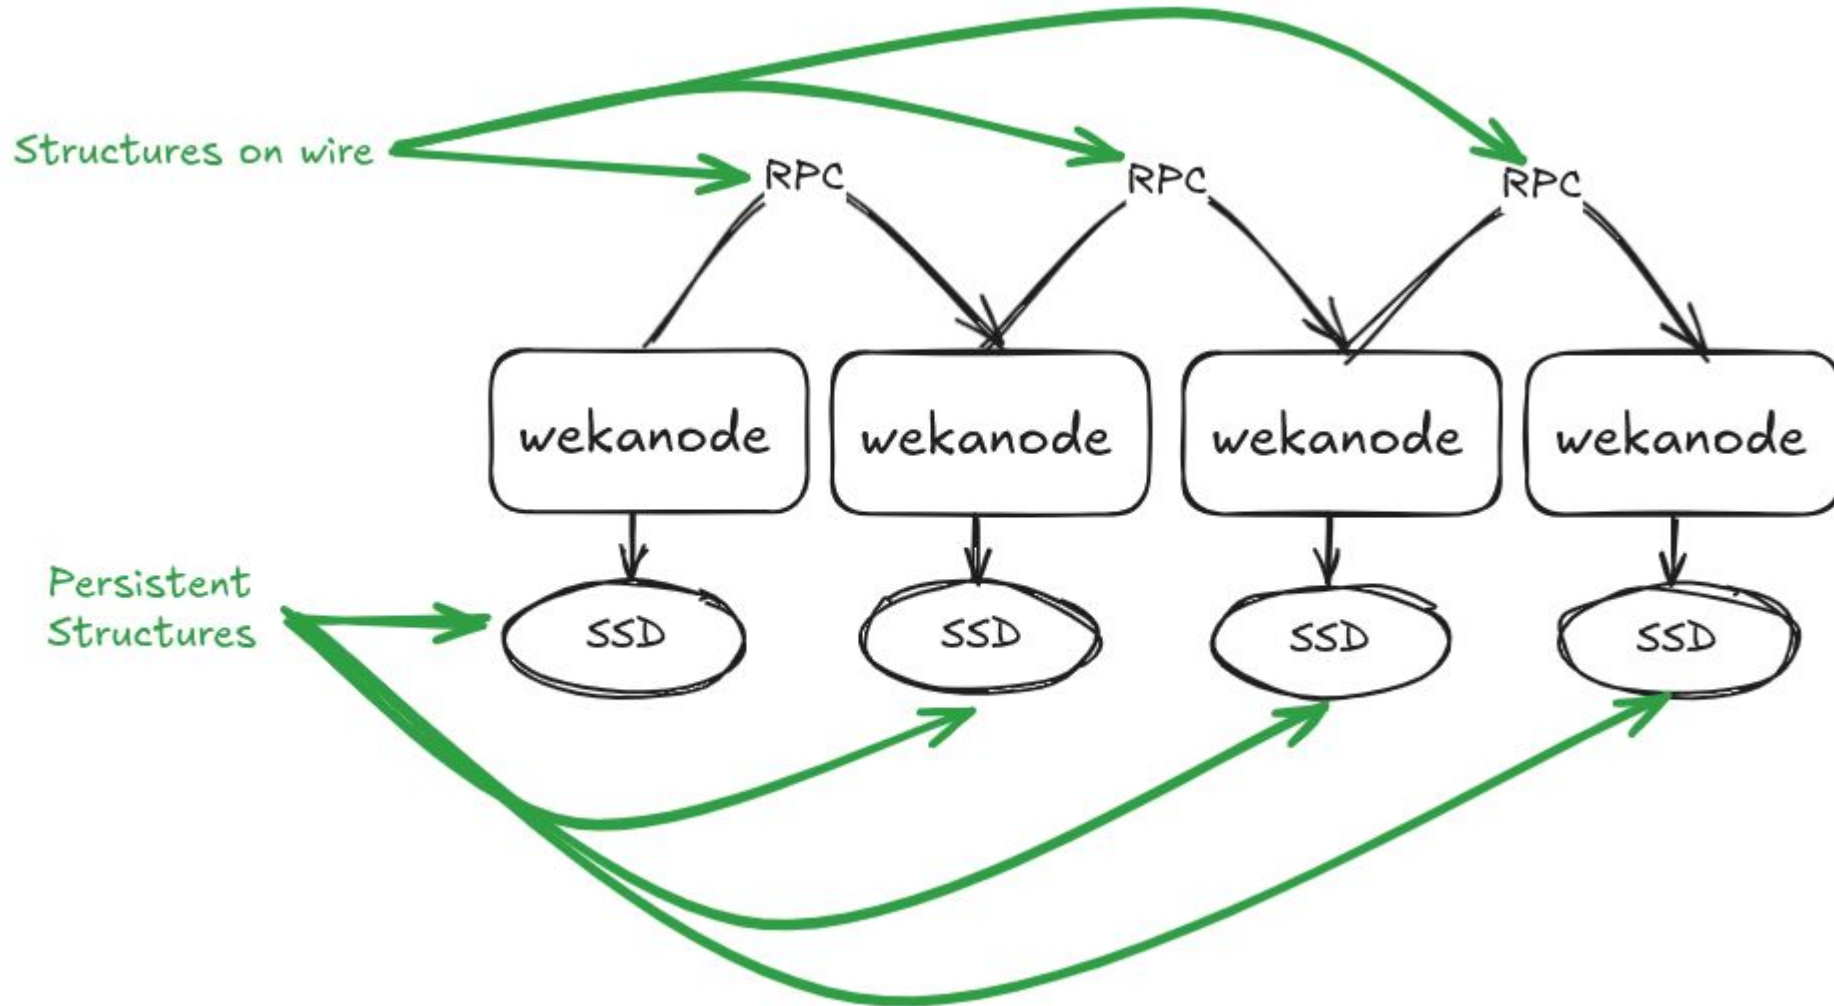 Structures on wire
RPC
RPC
RPC
wekanode
wekanode
wekanode
wekanode
Persistent
Structures
SSD
SSD
SSD
SSD